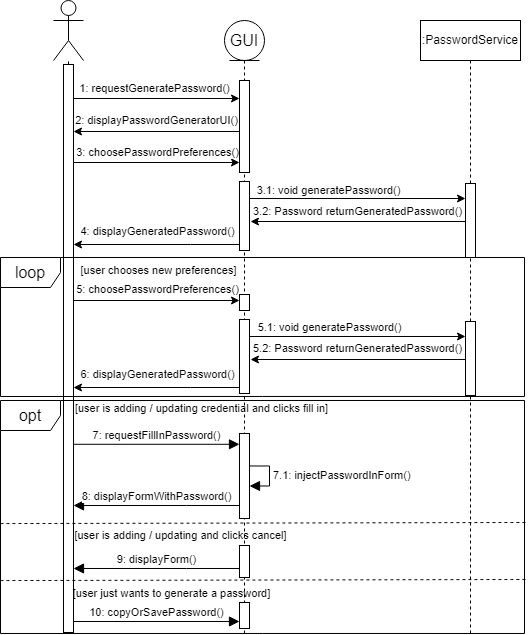 GUI
:PasswordService
1: requestGeneratePassword()
2: displayPasswordGeneratorUI()
3: choosePasswordPreferences()
3.1: void generatePassword()
3.2: Password returnGeneratedPassword()
4: displayGeneratedPassword()
loop
[user chooses new preferences]
5: choosePasswordPreferences()
5.1: void generatePassword()
5.2: Password returnGeneratedPassword()
6: displayGeneratedPassword()
opt
[user is adding / updating credential and clicks fill in]
7: requestFillInPassword()
7.1: injectPasswordInForm()
8: displayFormWithPassword()
[user is adding / updating and clicks cancel]
9: displayForm()
[user just wants to generate a password]
10: copyOrSavePassword()